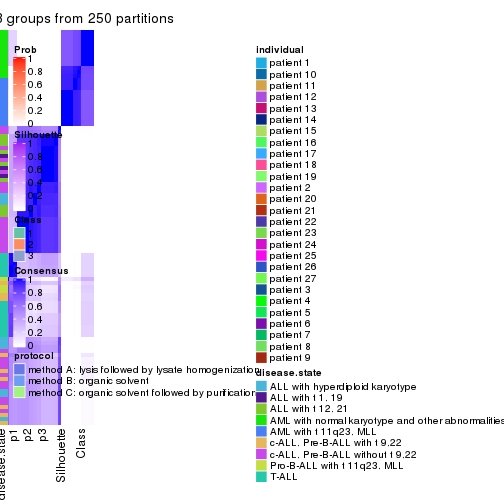 3 groups from 250 partitions
Prob
1
0.8
0.6
0.4
0.2
0
Silhouette
1
0.8
0.6
0.4
0.2
0
Class
1
2
3
Consensus
1
0.8
0.6
0.4
0.2
0
protocol
method A: lysis followed by lysate homogenization
method B: organic solvent
method C: organic solvent followed by purification
disease.state
p1
p2
p3
Silhouette
Class
individual
patient 1
patient 10
patient 11
patient 12
patient 13
patient 14
patient 15
patient 16
patient 17
patient 18
patient 19
patient 2
patient 20
patient 21
patient 22
patient 23
patient 24
patient 25
patient 26
patient 27
patient 3
patient 4
patient 5
patient 6
patient 7
patient 8
patient 9
disease.state
ALL with hyperdiploid karyotype
ALL with t 1. 19
ALL with t 12. 21
AML with normal karyotype and other abnormalities
AML with t 11q23. MLL
c-ALL. Pre-B-ALL with t 9.22
c-ALL. Pre-B-ALL without t 9.22
Pro-B-ALL with t 11q23. MLL
T-ALL